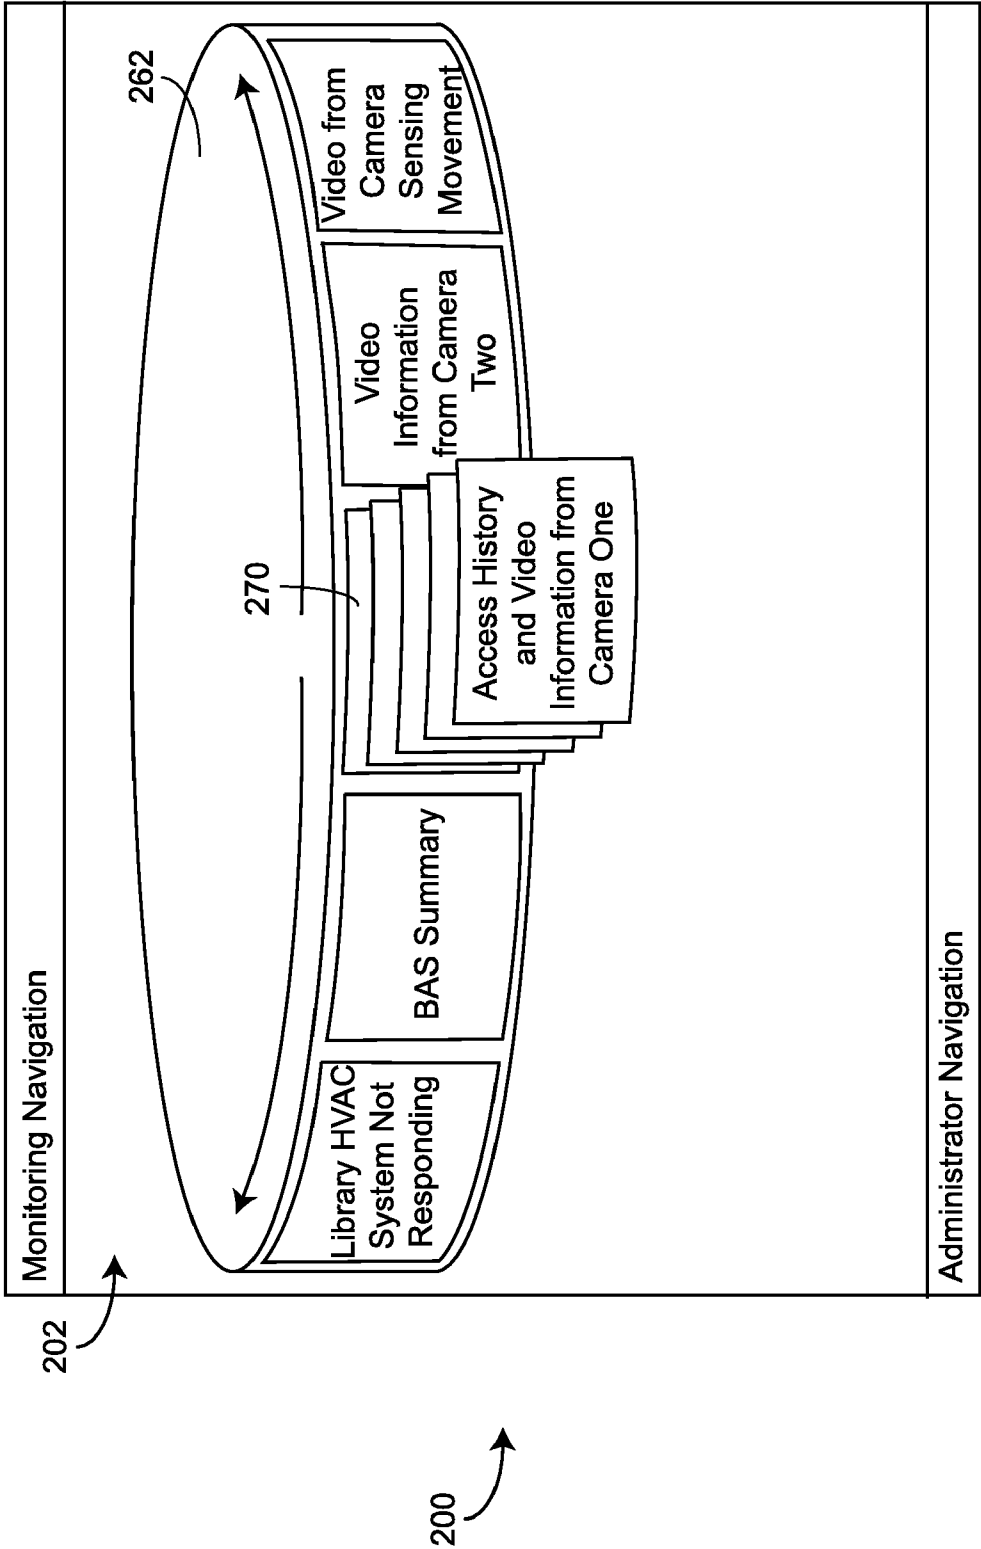 200
202
Monitoring Navigation
262
270
Library HVAC
System Not
Responding
BAS Summary
Access History
and Video
Information from
Camera One
Video
Information
from Camera
Two
Video from
Camera
Sensing
Movement
Administrator Navigation